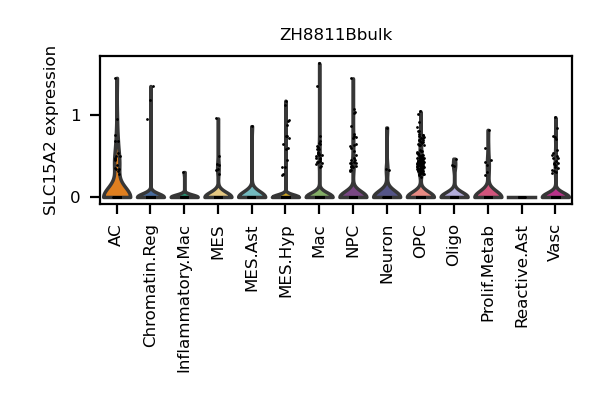 ZH8811Bbulk
SLC15A2 expression
1
0
AC
Chromatin.Reg
Inflammatory.Mac
MES
MES.Ast
MES.Hyp
Mac
NPC
Neuron
OPC
Oligo
Prolif.Metab
Reactive.Ast
Vasc